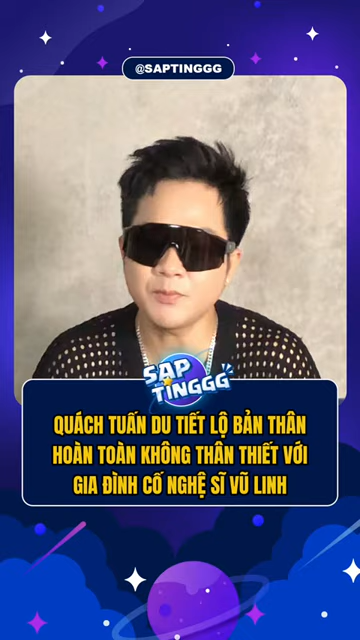 @SAPTINGGG
SAP
TINGGG
QUÁCH TUẤN DU TIẾT LỘ BẢN THÂN
HOÀN TOÀN KHÔNG THÂN THIẾT VỚI
GIA ĐÌNH CỐ NGHỆ SĨ VŨ LINH